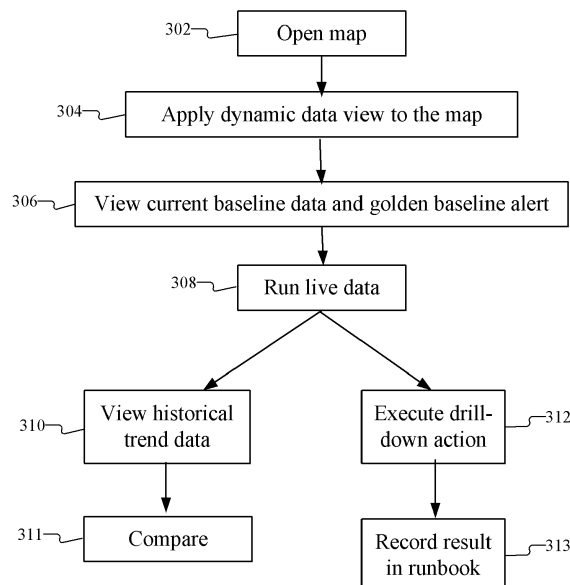 302
Open map
304
Apply dynamic data view to the map
306
View current baseline data and golden baseline alert
308
Run live data
310
View historical
trend data
Execute drill-
down action
312
311
Compare
Record result
in runbook
313